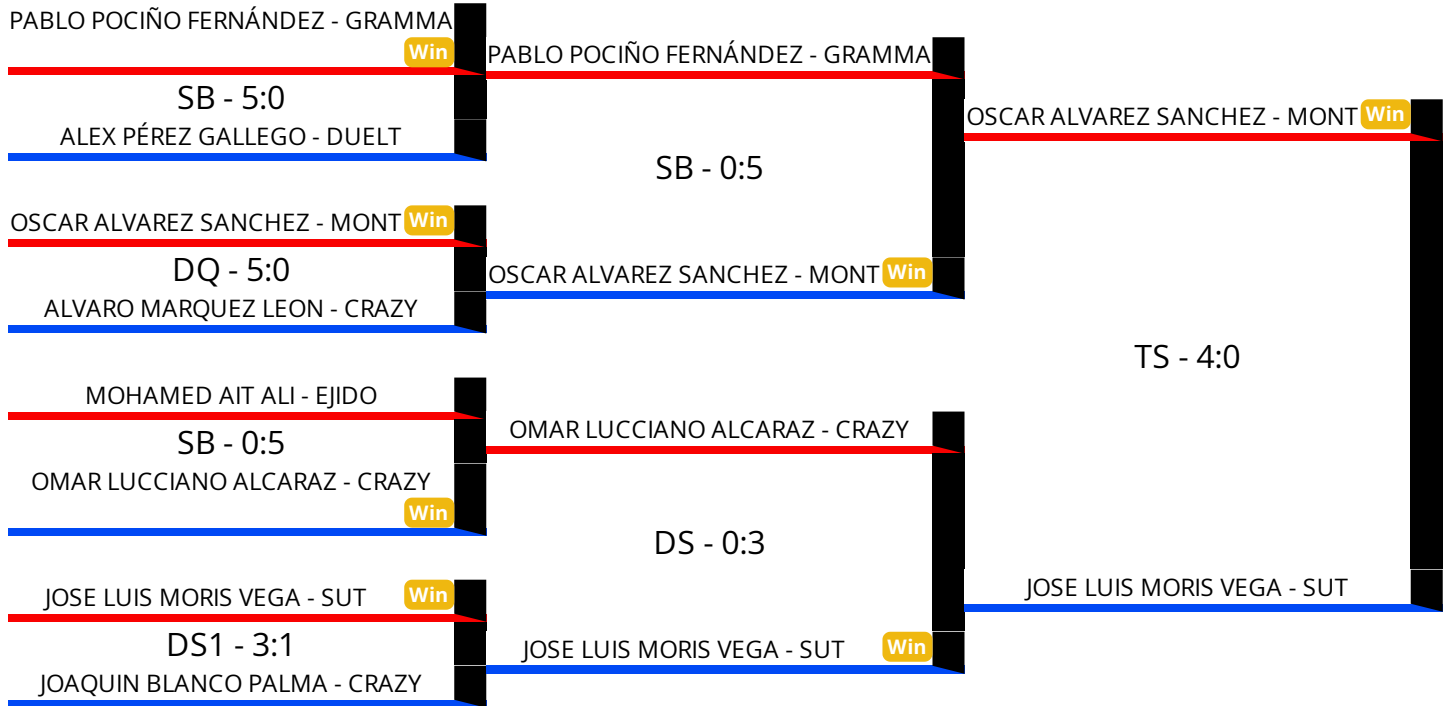 PABLO POCIÑO FERNÁNDEZ - GRAMMA
Win
SB - 5:0
ALEX PÉREZ GALLEGO - DUELT
OSCAR ALVAREZ SANCHEZ - MONT Win
DQ - 5:0
ALVARO MARQUEZ LEON - CRAZY
MOHAMED AIT ALI - EJIDO
SB - 0:5
OMAR LUCCIANO ALCARAZ - CRAZY
Win
JOSE LUIS MORIS VEGA - SUT Win
DS1 - 3:1
JOAQUIN BLANCO PALMA - CRAZY
PABLO POCIÑO FERNÁNDEZ - GRAMMA
SB - 0:5
OSCAR ALVAREZ SANCHEZ - MONT Win
OMAR LUCCIANO ALCARAZ - CRAZY
DS - 0:3
JOSE LUIS MORIS VEGA - SUT Win
OSCAR ALVAREZ SANCHEZ - MONT Win
TS - 4:0
JOSE LUIS MORIS VEGA - SUT